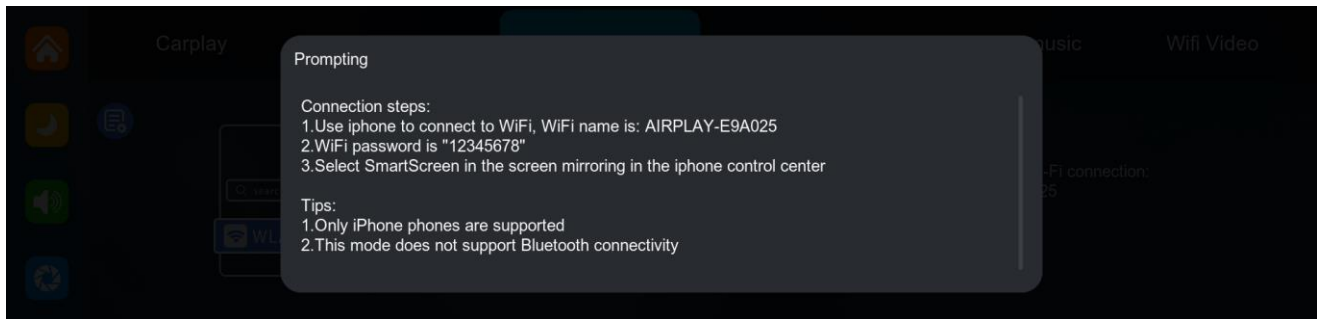 Carplay
usic
Wifi Video
Prompting
Connection steps:
1.Use iphone to connect to WiFi, WiFi name is: AIRPLAY-E9A025
2.WiFi password is "12345678"
3.Select SmartScreen in the screen mirroring in the iphone control center
-Fi connection:
25
Tips:
1.Only iPhone phones are supported
2.This mode does not support Bluetooth connectivity
WL